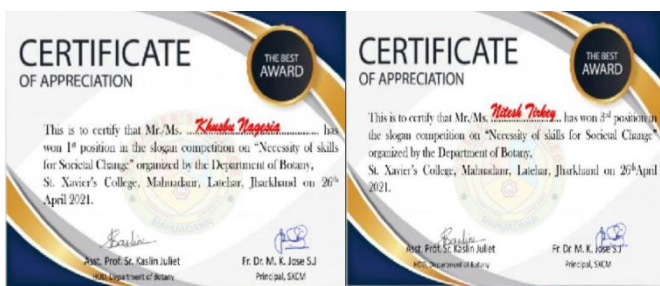 CERTIFICATE
OF APPRECIATION
THE BEST
AWARD
This is to certify that Mr./Ms. ...Khusbu Nagesia................. has
won 1st position in the slogan competition on "Necessity of skills
for Societal Change" organized by the Department of Botany,
St. Xavier's College, Mahuadanr, Latehar, Jharkhand on 26th
April 2021.
Asst. Prof. Sr. Kaslin Juliet
HOD, Department of Botany
Fr. Dr. M. K. Jose S.J
Principal, SXCM
CERTIFICATE
OF APPRECIATION
THE BEST
AWARD
This is to certify that Mr./Ms. Nitesh Tirkey has won 3rd position in
the slogan competition on "Necessity of skills for Societal Change"
organized by the Department of Botany,
St. Xavier's College, Mahuadanr, Latehar, Jharkhand on 26th April
2021.
Asst. Prof. Sr. Kaslin Juliet
HOD, Department of Botany
Fr. Dr. M. K. Jose S.J
Principal, SXCM